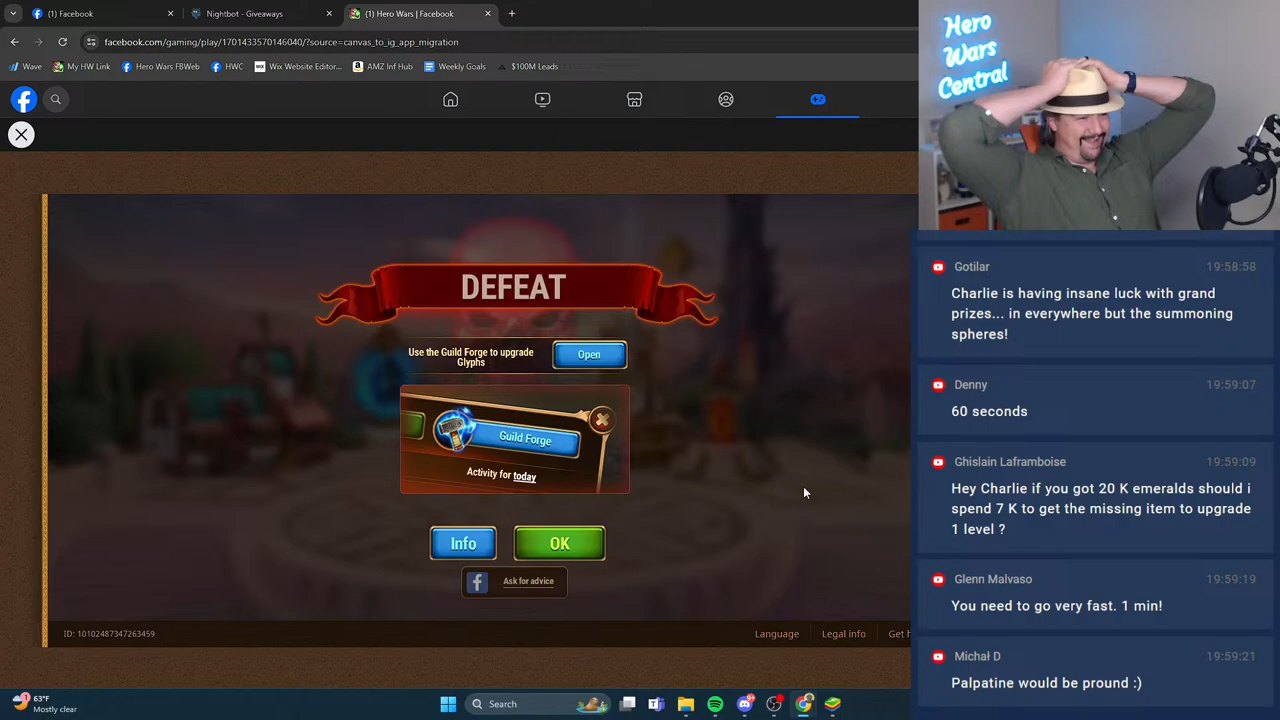 (1) Facebook
Nightbot - Giveaways
(1) Hero Wars | Facebook
facebook.com/gaming/play/1701433570146040/?source=canvas_to_ig_app_migration
Wave
My HW Link
Hero Wars FBWeb
HWC
Wix Website Editor...
AMZ Inf Hub
Weekly Goals
$100M Leads
Hero
Wars
Central
DEFEAT
Use the Guild Forge to upgrade
Glyphs
Open
Guild Forge
Activity for today
Info
OK
Ask for advice
ID: 10102487347263459
Language
Legal info
Get h
Gotilar
19:58:58
Charlie is having insane luck with grand
prizes... in everywhere but the summoning
spheres!
Denny
19:59:07
60 seconds
Ghislain Laframboise
19:59:09
Hey Charlie if you got 20 K emeralds should i
spend 7 K to get the missing item to upgrade
1 level ?
Glenn Malvaso
19:59:19
You need to go very fast. 1 min!
Michał D
19:59:21
Palpatine would be pround :)
63°F
Mostly clear
Search